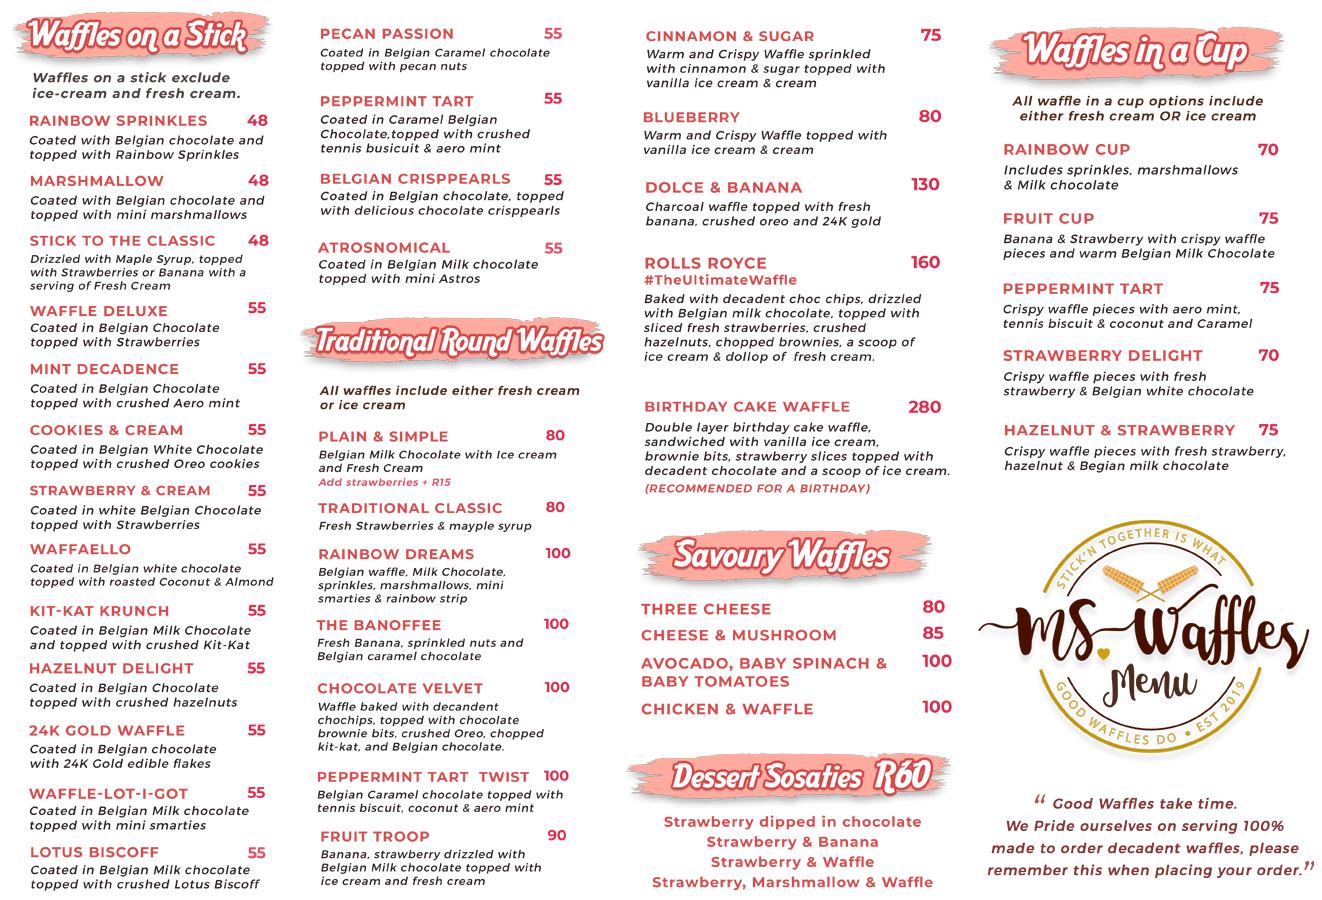 Waffles on a Stick
Waffles on a stick exclude
ice-cream and fresh cream.
RAINBOW SPRINKLES 48
Coated with Belgian chocolate and
topped with Rainbow Sprinkles
MARSHMALLOW 48
Coated with Belgian chocolate and
topped with mini marshmallows
STICK TO THE CLASSIC 48
Drizzled with Maple Syrup, topped
with Strawberries or Banana with a
serving of Fresh Cream
WAFFLE DELUXE 55
Coated in Belgian Chocolate
topped with Strawberries
MINT DECADENCE 55
Coated in Belgian Chocolate
topped with crushed Aero mint
COOKIES & CREAM 55
Coated in Belgian White Chocolate
topped with crushed Oreo cookies
STRAWBERRY & CREAM 55
Coated in white Belgian Chocolate
topped with Strawberries
WAFFAELLO 55
Coated in Belgian white chocolate
topped with roasted Coconut & Almond
KIT-KAT KRUNCH 55
Coated in Belgian Milk Chocolate
and topped with crushed Kit-Kat
HAZELNUT DELIGHT 55
Coated in Belgian Chocolate
topped with crushed hazelnuts
24K GOLD WAFFLE 55
Coated in Belgian chocolate
with 24K Gold edible flakes
WAFFLE-LOT-I-GOT 55
Coated in Belgian Milk chocolate
topped with mini smarties
LOTUS BISCOFF 55
Coated in Belgian Milk chocolate
topped with crushed Lotus Biscoff
PECAN PASSION 55
Coated in Belgian Caramel chocolate
topped with pecan nuts
PEPPERMINT TART 55
Coated in Caramel Belgian
Chocolate,topped with crushed
tennis busicuit & aero mint
BELGIAN CRISPPEARLS 55
Coated in Belgian chocolate, topped
with delicious chocolate crisppearls
ATROSNOMICAL 55
Coated in Belgian Milk chocolate
topped with mini Astros
Traditional Round Waffles
All waffles include either fresh cream
or ice cream
PLAIN & SIMPLE 80
Belgian Milk Chocolate with Ice cream
and Fresh Cream
Add strawberries + R15
TRADITIONAL CLASSIC 80
Fresh Strawberries & mayple syrup
RAINBOW DREAMS 100
Belgian waffle, Milk Chocolate,
sprinkles, marshmallows, mini
smarties & rainbow strip
THE BANOFFEE 100
Fresh Banana, sprinkled nuts and
Belgian caramel chocolate
CHOCOLATE VELVET 100
Waffle baked with decandent
chochips, topped with chocolate
brownie bits, crushed Oreo, chopped
kit-kat, and Belgian chocolate.
PEPPERMINT TART TWIST 100
Belgian Caramel chocolate topped with
tennis biscuit, coconut & aero mint
FRUIT TROOP 90
Banana, strawberry drizzled with
Belgian Milk chocolate topped with
ice cream and fresh cream
CINNAMON & SUGAR 75
Warm and Crispy Waffle sprinkled
with cinnamon & sugar topped with
vanilla ice cream & cream
BLUEBERRY 80
Warm and Crispy Waffle topped with
vanilla ice cream & cream
DOLCE & BANANA 130
Charcoal waffle topped with fresh
banana, crushed oreo and 24K gold
ROLLS ROYCE 160
#TheUltimateWaffle
Baked with decadent choc chips, drizzled
with Belgian milk chocolate, topped with
sliced fresh strawberries, crushed
hazelnuts, chopped brownies, a scoop of
ice cream & dollop of fresh cream.
BIRTHDAY CAKE WAFFLE 280
Double layer birthday cake waffle,
sandwiched with vanilla ice cream,
brownie bits, strawberry slices topped with
decadent chocolate and a scoop of ice cream.
(RECOMMENDED FOR A BIRTHDAY)
Savoury Waffles
THREE CHEESE 80
CHEESE & MUSHROOM 85
AVOCADO, BABY SPINACH & 100
BABY TOMATOES
CHICKEN & WAFFLE 100
Dessert Sosaties R60
Strawberry dipped in chocolate
Strawberry & Banana
Strawberry & Waffle
Strawberry, Marshmallow & Waffle
Waffles in a Cup
All waffle in a cup options include
either fresh cream OR ice cream
RAINBOW CUP 70
Includes sprinkles, marshmallows
& Milk chocolate
FRUIT CUP 75
Banana & Strawberry with crispy waffle
pieces and warm Belgian Milk Chocolate
PEPPERMINT TART 75
Crispy waffle pieces with aero mint,
tennis biscuit & coconut and Caramel
STRAWBERRY DELIGHT 70
Crispy waffle pieces with fresh
strawberry & Belgian white chocolate
HAZELNUT & STRAWBERRY 75
Crispy waffle pieces with fresh strawberry,
hazelnut & Begian milk chocolate
STICK'N TOGETHER IS WHAT
MS. Waffles
Menu
GOOD WAFFLES DO • EST 2019
“ Good Waffles take time.
We Pride ourselves on serving 100%
made to order decadent waffles, please
remember this when placing your order.”